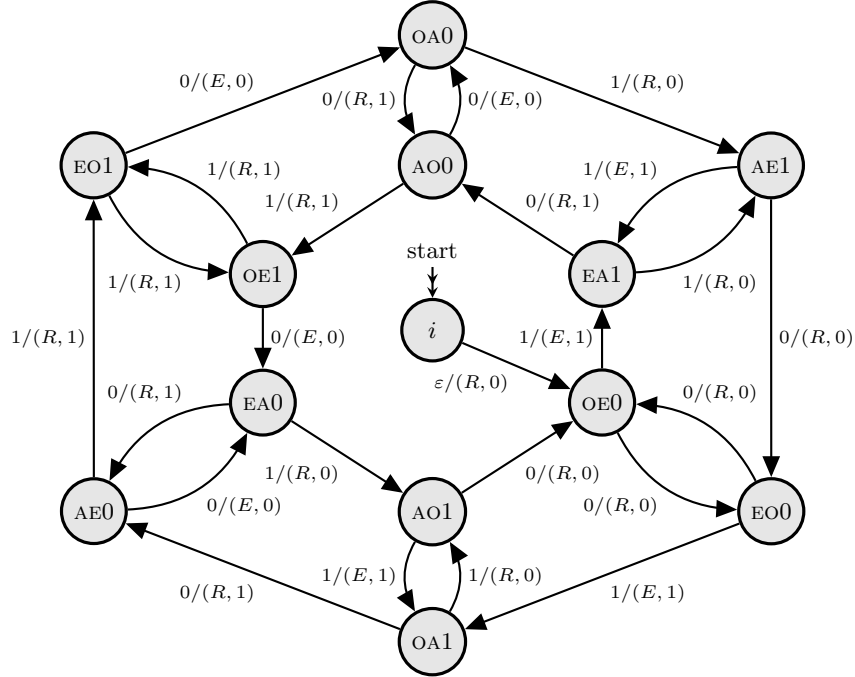 OA0
0/(E, 0)
1/(R, 0)
0/(R, 1)
0/(E, 0)
EO1
AO0
AE1
1/(R, 1)
1/(E, 1)
1/(R, 1)
0/(R, 1)
OE1
EA1
start
1/(R, 1)
1/(R, 0)
i
1/(R, 1)
0/(E, 0)
1/(E, 1)
0/(R, 0)
ε/(R, 0)
0/(R, 1)
0/(R, 0)
EA0
OE0
1/(R, 0)
0/(R, 0)
0/(E, 0)
0/(R, 0)
AE0
AO1
EO0
1/(E, 1)
1/(R, 0)
0/(R, 1)
1/(E, 1)
OA1